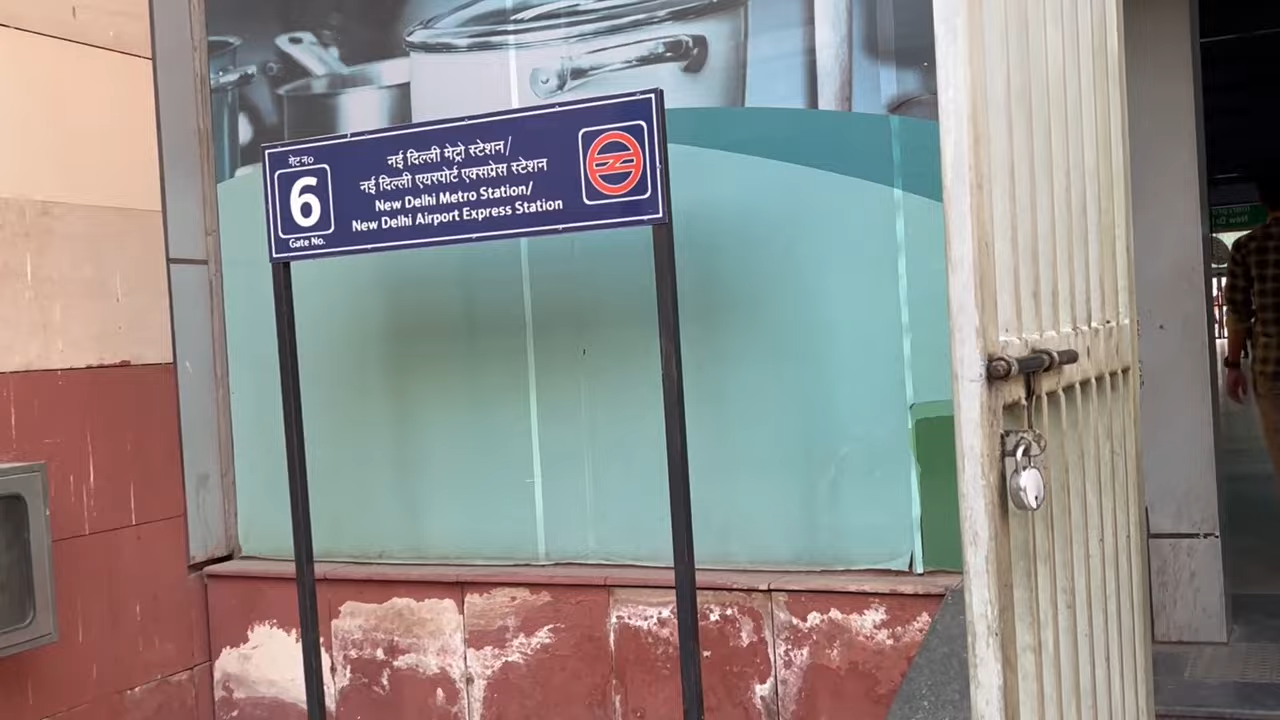 गेट न०
6
Gate No.
नई दिल्ली मेट्रो स्टेशन/
नई दिल्ली एयरपोर्ट एक्सप्रेस स्टेशन
New Delhi Metro Station/
New Delhi Airport Express Station